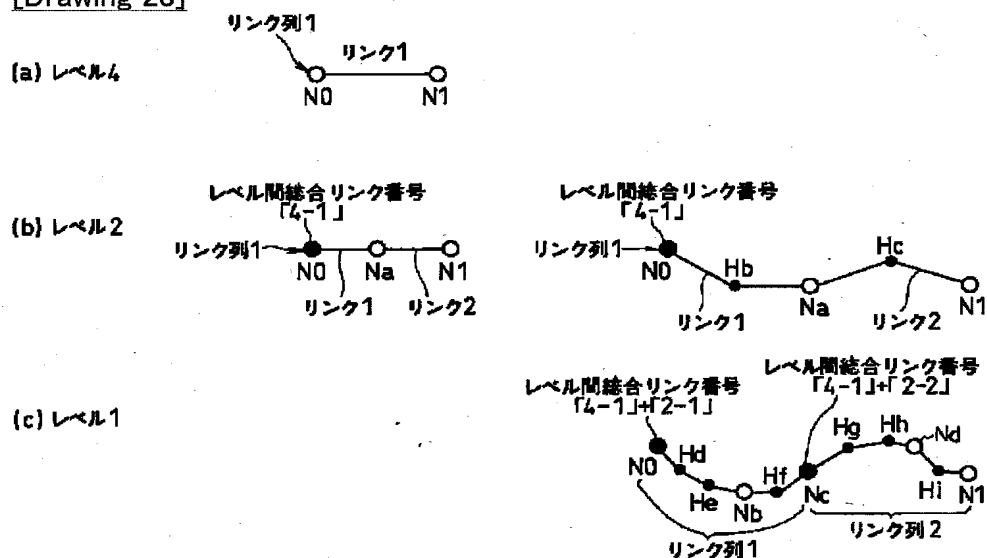 [Drawing 26]
リンク列1
リンク1
(a) レベル4
N0
N1
レベル間総合リンク番号
「4-1」
レベル間総合リンク番号
「4-1」
(b) レベル2
リンク列1
リンク列1
N0
Na
N1
N0
Hb
Hc
リンク1
リンク2
リンク1
Na
リンク2
N1
レベル間総合リンク番号
「4-1」+「2-2」
レベル間総合リンク番号
「4-1」+「2-1」
(c) レベル1
Hg
Hh
Nd
N0
Hd
He
Nb
Hf
Nc
Hi
N1
リンク列1
リンク列2